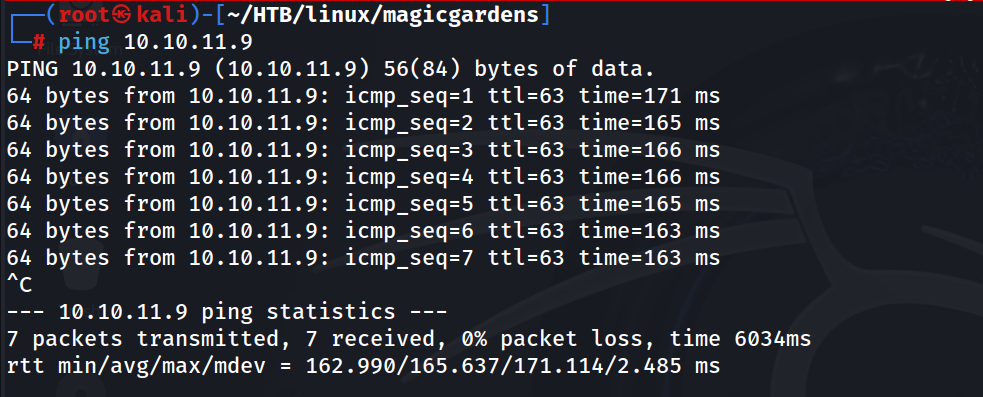 ┌──(root㉿kali)-[~/HTB/linux/magicgardens]
└─# ping 10.10.11.9
PING 10.10.11.9 (10.10.11.9) 56(84) bytes of data.
64 bytes from 10.10.11.9: icmp_seq=1 ttl=63 time=171 ms
64 bytes from 10.10.11.9: icmp_seq=2 ttl=63 time=165 ms
64 bytes from 10.10.11.9: icmp_seq=3 ttl=63 time=166 ms
64 bytes from 10.10.11.9: icmp_seq=4 ttl=63 time=166 ms
64 bytes from 10.10.11.9: icmp_seq=5 ttl=63 time=165 ms
64 bytes from 10.10.11.9: icmp_seq=6 ttl=63 time=163 ms
64 bytes from 10.10.11.9: icmp_seq=7 ttl=63 time=163 ms
^C
--- 10.10.11.9 ping statistics ---
7 packets transmitted, 7 received, 0% packet loss, time 6034ms
rtt min/avg/max/mdev = 162.990/165.637/171.114/2.485 ms